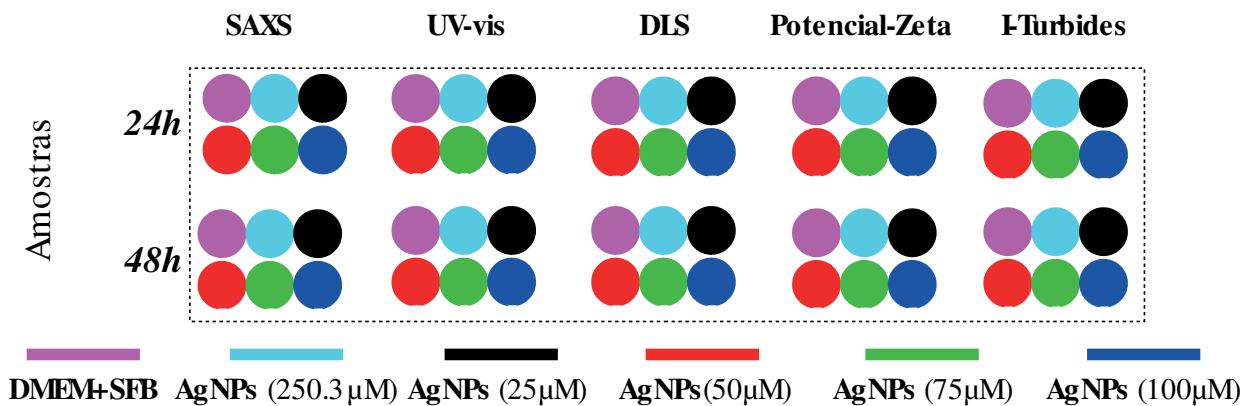 SAXS UV-vis DLS Potencial-Zeta I-Turbides
Amostras
24h
48h
DMEM+SFB AgNPs (250.3 µM) AgNPs (25µM) AgNPs (50µM) AgNPs (75µM) AgNPs (100µM)